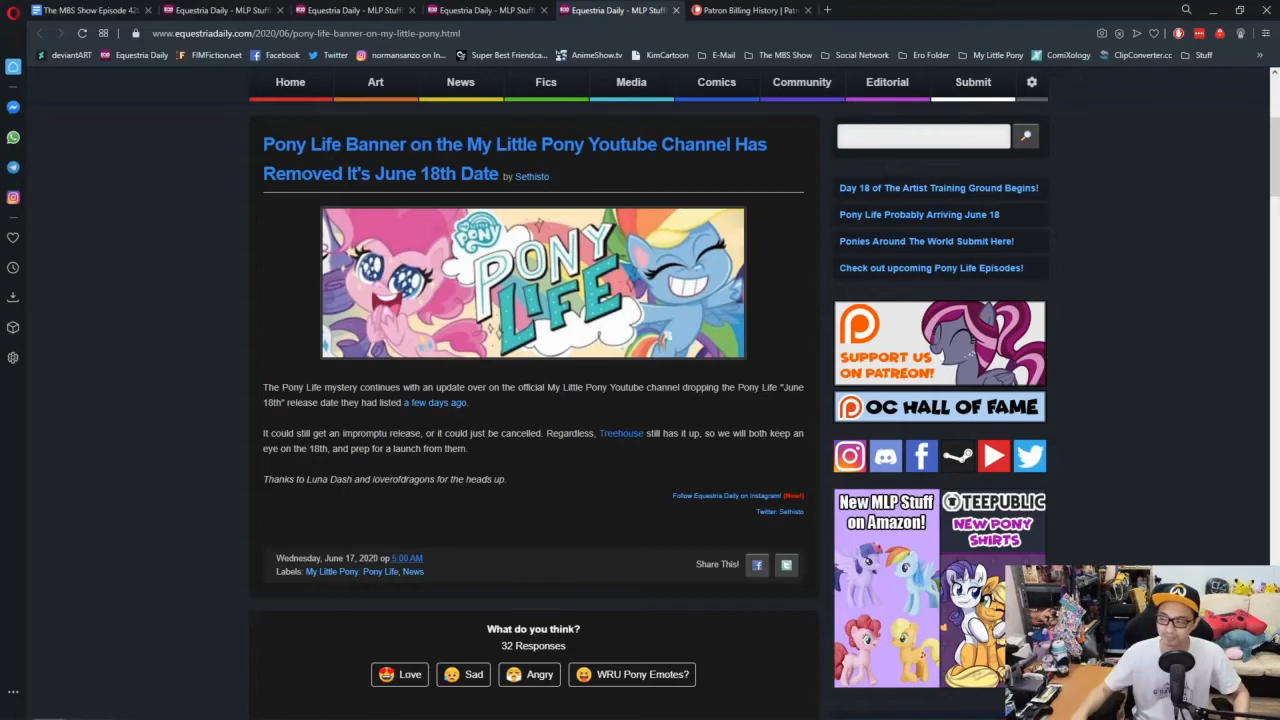 The MBS Show Episode 42
Equestria Daily - MLP Stuff
Equestria Daily - MLP Stuff
Equestria Daily - MLP Stuff
Equestria Daily - MLP Stuff
Patron Billing History | Pat
www.equestriadaily.com/2020/06/pony-life-banner-on-my-little-pony.html
deviantART
Equestria Daily
FIMFiction.net
Facebook
Twitter
normansanzo on In...
Super Best Friendca...
AnimeShow.tv
KimCartoon
E-Mail
The MBS Show
Social Network
Ero Folder
My Little Pony
ComiXology
ClipConverter.cc
Stuff
Home
Art
News
Fics
Media
Comics
Community
Editorial
Submit
Pony Life Banner on the My Little Pony Youtube Channel Has
Removed It's June 18th Date by Sethisto
MY LITTLE
PONY
PONY
LIFE
The Pony Life mystery continues with an update over on the official My Little Pony Youtube channel dropping the Pony Life "June
18th" release date they had listed a few days ago.
It could still get an impromptu release, or it could just be cancelled. Regardless, Treehouse still has it up, so we will both keep an
eye on the 18th, and prep for a launch from them.
Thanks to Luna Dash and loverofdragons for the heads up.
Follow Equestria Daily on Instagram! (New!)
Twitter: Sethisto
Wednesday, June 17, 2020 op 5:00 AM
Labels: My Little Pony: Pony Life, News
Share This!
What do you think?
32 Responses
Love
Sad
Angry
WRU Pony Emotes?
Day 18 of The Artist Training Ground Begins!
Pony Life Probably Arriving June 18
Ponies Around The World Submit Here!
Check out upcoming Pony Life Episodes!
SUPPORT US
ON PATREON!
OC HALL OF FAME
New MLP Stuff
on Amazon!
TEEPUBLIC
NEW PONY
SHIRTS